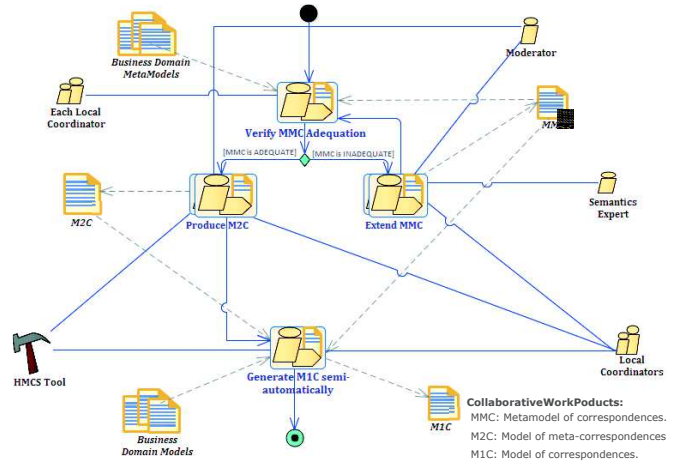 Business Domain
MetaModels
Moderator
Each Local
Coordinator
Verify MMC Adequation
[MMC is ADEQUATE]
[MMC is INADEQUATE]
M2C
Produce M2C
Extend MMC
Semantics
Expert
HMCS Tool
Generate M1C semi-
automatically
Local
Coordinators
Business
Domain Models
M1C
CollaborativeWorkPoducts:
MMC: Metamodel of correspondences.
M2C: Model of meta-correspondences
M1C: Model of correspondences.